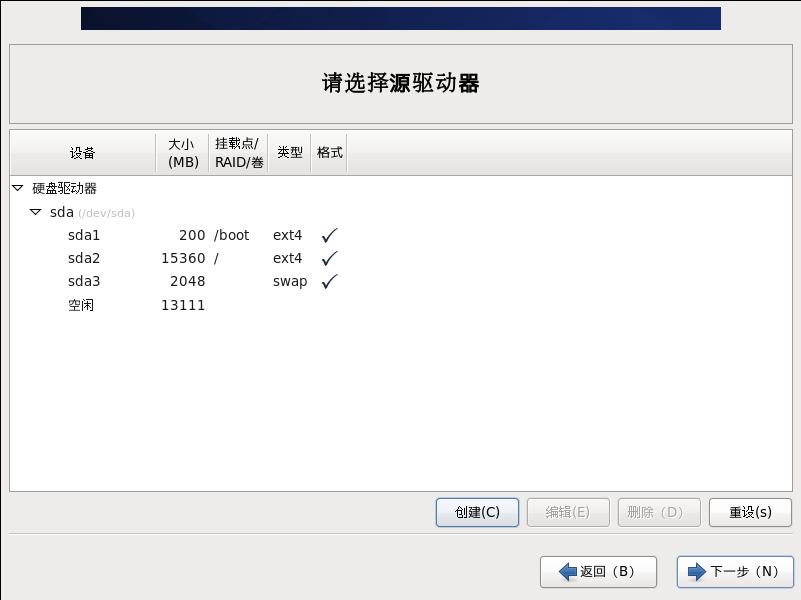 请选择源驱动器
设备 大小 (MB) 挂载点/ RAID/卷 类型 格式
硬盘驱动器
sda (/dev/sda)
sda1 200 /boot ext4
sda2 15360 / ext4
sda3 2048 swap
空闲 13111
创建(C) 编辑(E) 删除（D） 重设(s)
返回（B） 下一步（N）